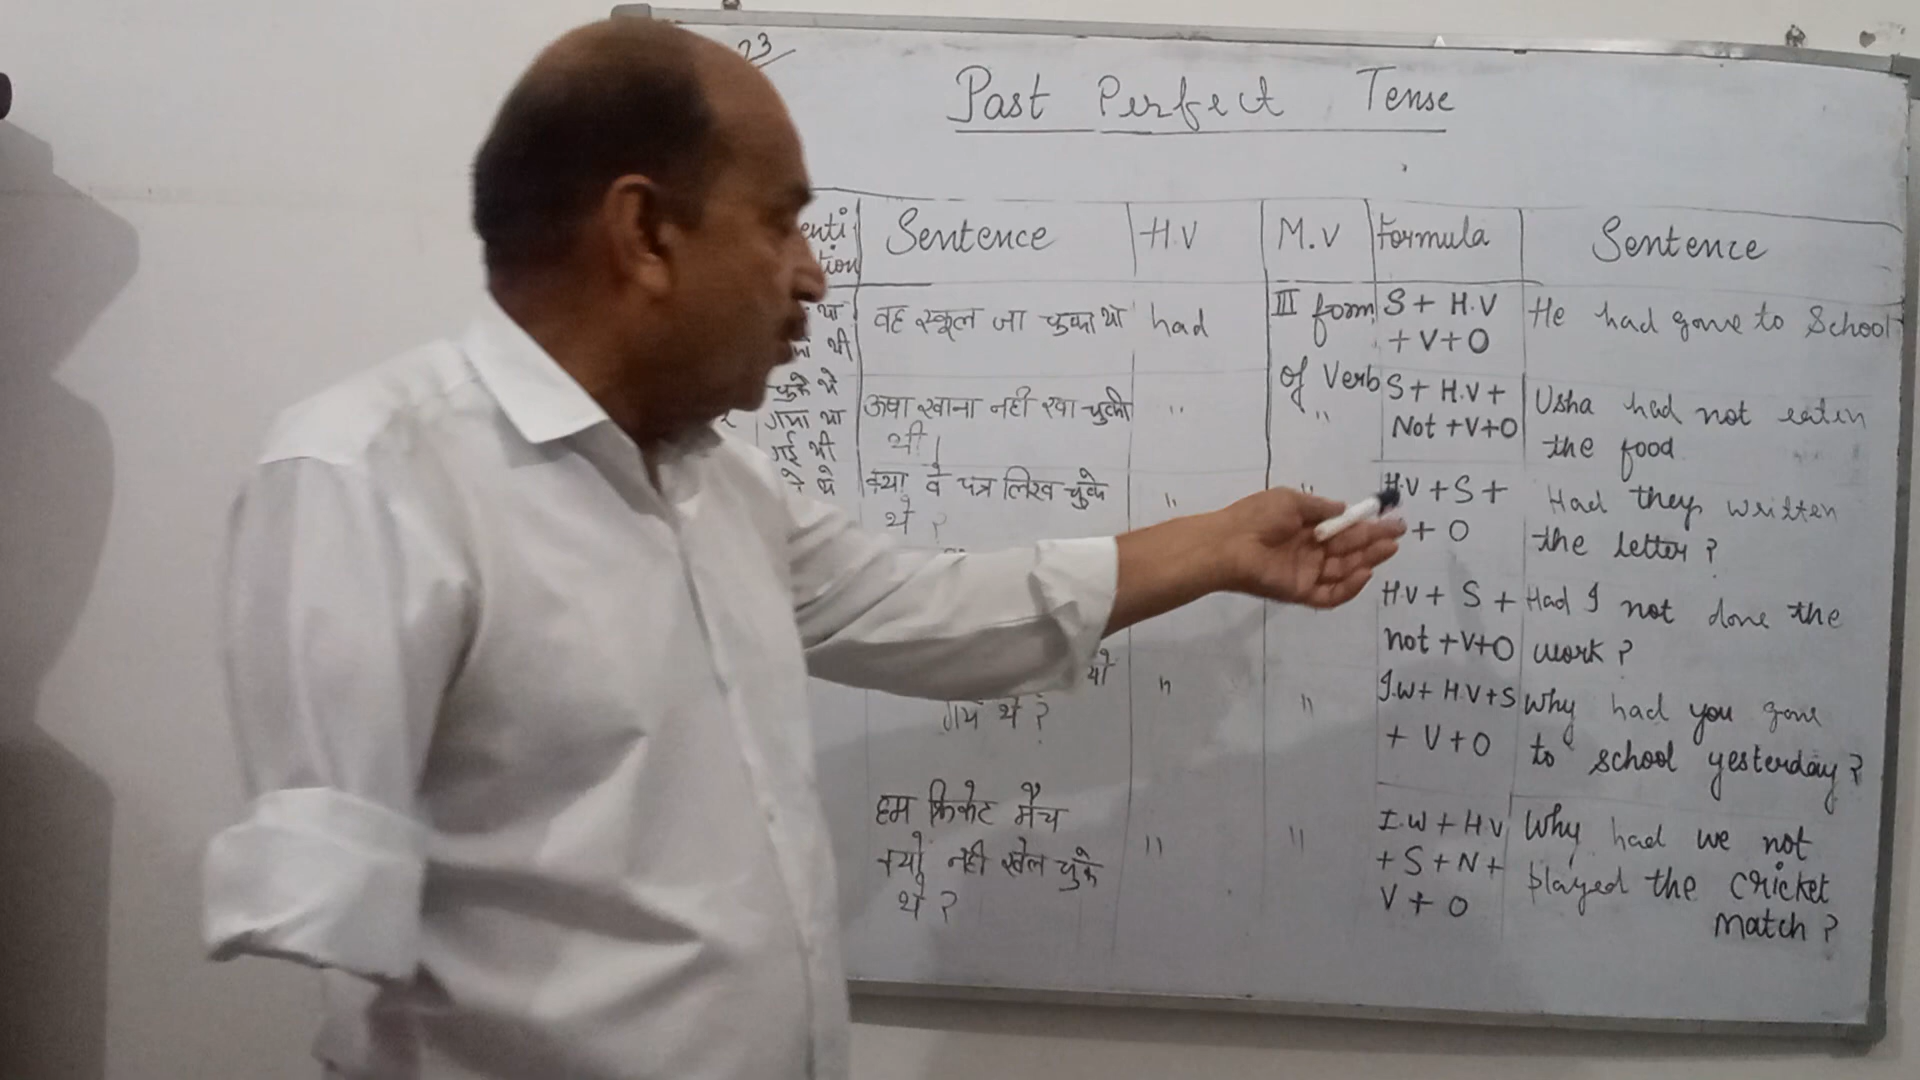 23
Past Perfect Tense
Sentence H.V M.V Formula Sentence
वह स्कूल जा चुका था had III form S + H.V He had gone to School
+ V+O
of Verb
ऊषा खाना नही खा चुकी " " S + H.V + Usha had not eaten
थी। Not +V+O the food
क्या वे पत्र लिख चुके " " H.V + S + Had they written
थे ? + O the letter ?
H.V + S + Had I not done the
not +V+O work ?
" " I.W + H.V + S Why had you gone
गये थे ? + V+O to school yesterday ?
हम क्रिकेट मैच I.W + H.V Why had we not
क्यों नही खेल चुके " " + S + N + played the cricket
थे ? V + O Match ?
चुके थे
गया था
गई थी
थे